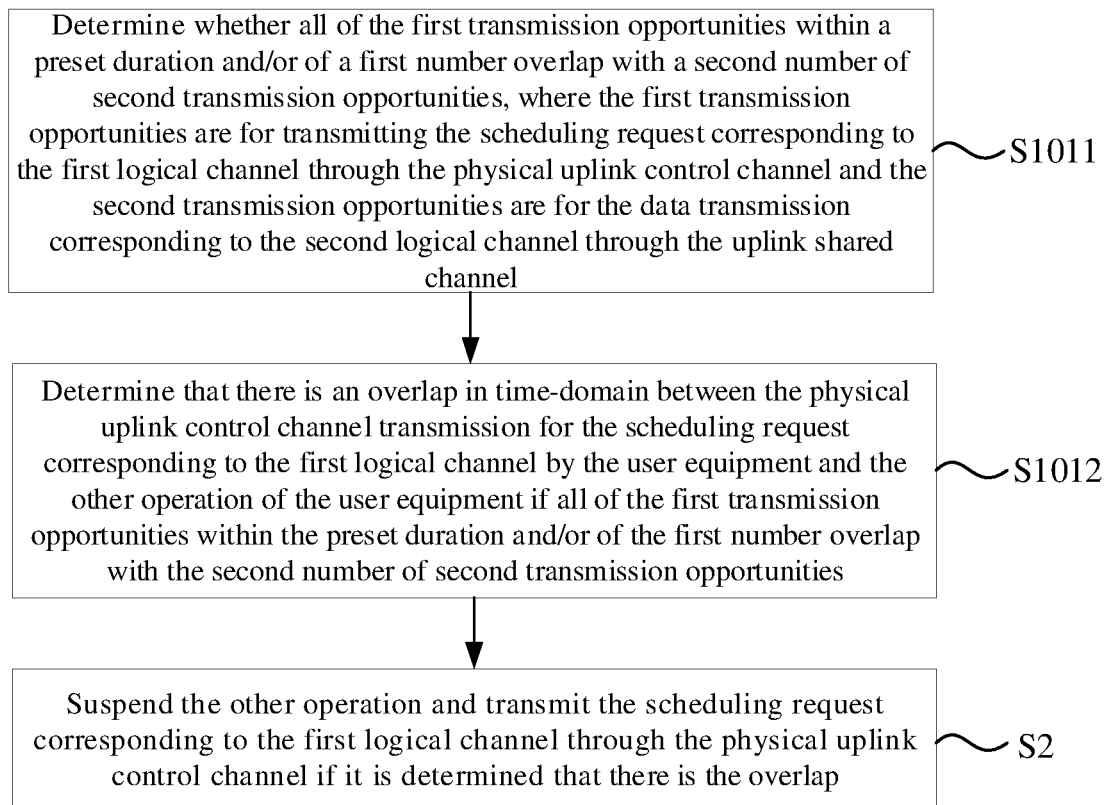 Determine whether all of the first transmission opportunities within a
preset duration and/or of a first number overlap with a second number of
second transmission opportunities, where the first transmission
opportunities are for transmitting the scheduling request corresponding to
the first logical channel through the physical uplink control channel and the
second transmission opportunities are for the data transmission
corresponding to the second logical channel through the uplink shared
channel
S1011
Determine that there is an overlap in time-domain between the physical
uplink control channel transmission for the scheduling request
corresponding to the first logical channel by the user equipment and the
other operation of the user equipment if all of the first transmission
opportunities within the preset duration and/or of the first number overlap
with the second number of second transmission opportunities
S1012
Suspend the other operation and transmit the scheduling request
corresponding to the first logical channel through the physical uplink
control channel if it is determined that there is the overlap
S2